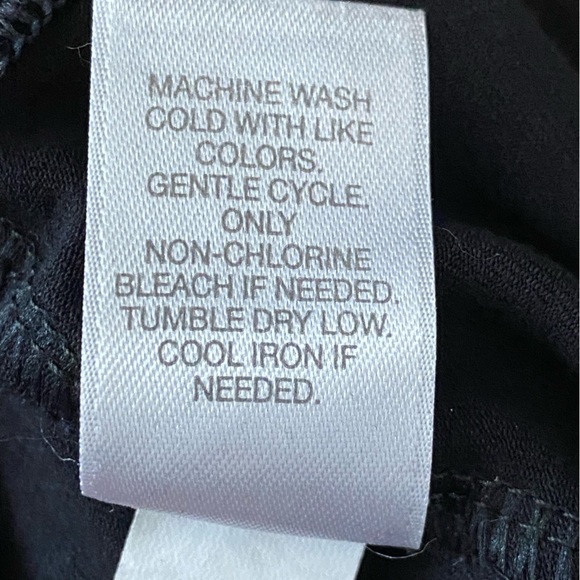 MACHINE WASH
COLD WITH LIKE
COLORS.
GENTLE CYCLE.
ONLY
NON-CHLORINE
BLEACH IF NEEDED.
TUMBLE DRY LOW.
COOL IRON IF
NEEDED.